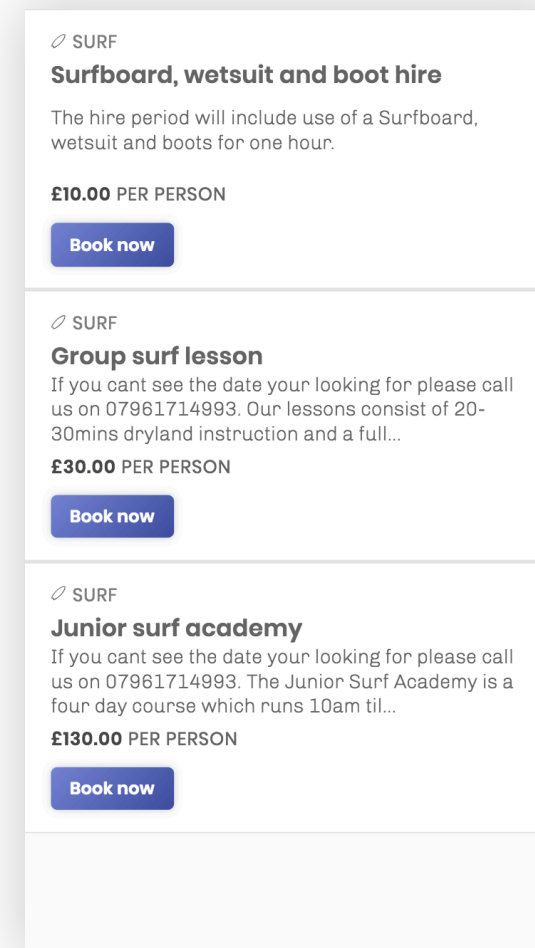 SURF
Surfboard, wetsuit and boot hire
The hire period will include use of a Surfboard,
wetsuit and boots for one hour.
£10.00 PER PERSON
Book now
SURF
Group surf lesson
If you cant see the date your looking for please call
us on 07961714993. Our lessons consist of 20-
30mins dryland instruction and a full...
£30.00 PER PERSON
Book now
SURF
Junior surf academy
If you cant see the date your looking for please call
us on 07961714993. The Junior Surf Academy is a
four day course which runs 10am til...
£130.00 PER PERSON
Book now